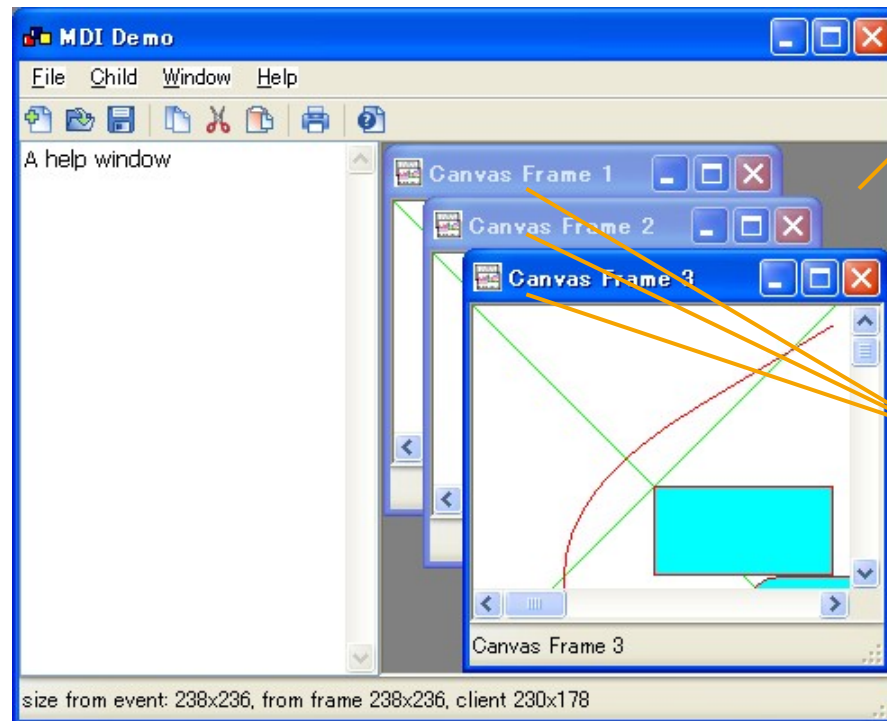 MDI Demo
File Child Window Help
A help window
Canvas Frame 1
Canvas Frame 2
Canvas Frame 3
Canvas Frame 3
size from event: 238x236, from frame 238x236, client 230x178